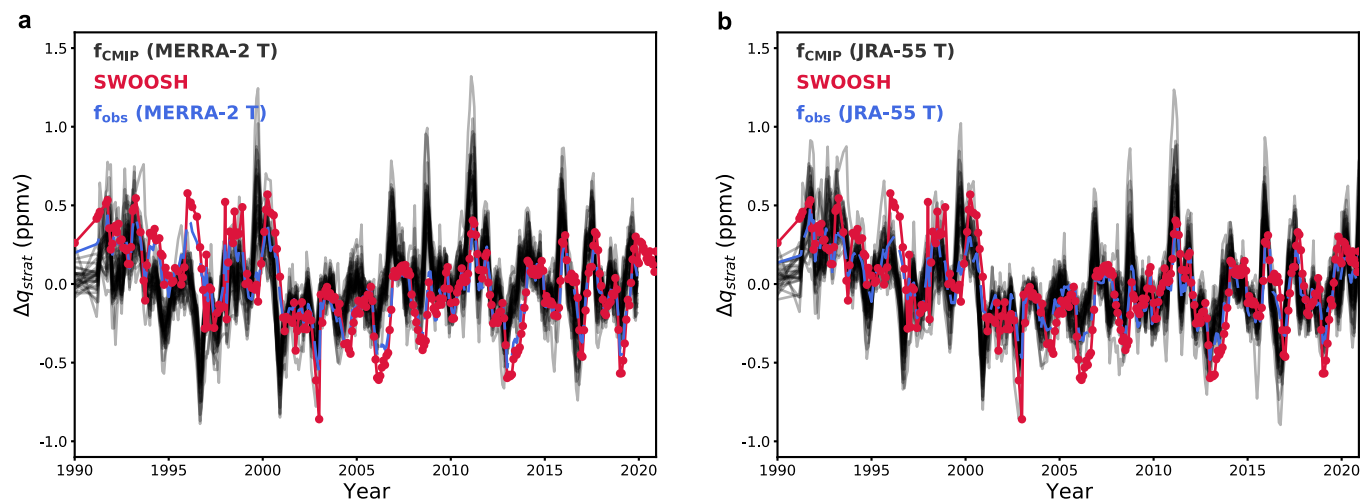 a
f_CMIP (MERRA-2 T)
SWOOSH
f_obs (MERRA-2 T)
Δq_strat (ppmv)
1.5
1.0
0.5
0.0
-0.5
-1.0
1990 1995 2000 2005 2010 2015 2020
Year
b
f_CMIP (JRA-55 T)
SWOOSH
f_obs (JRA-55 T)
Δq_strat (ppmv)
1.5
1.0
0.5
0.0
-0.5
-1.0
1990 1995 2000 2005 2010 2015 2020
Year